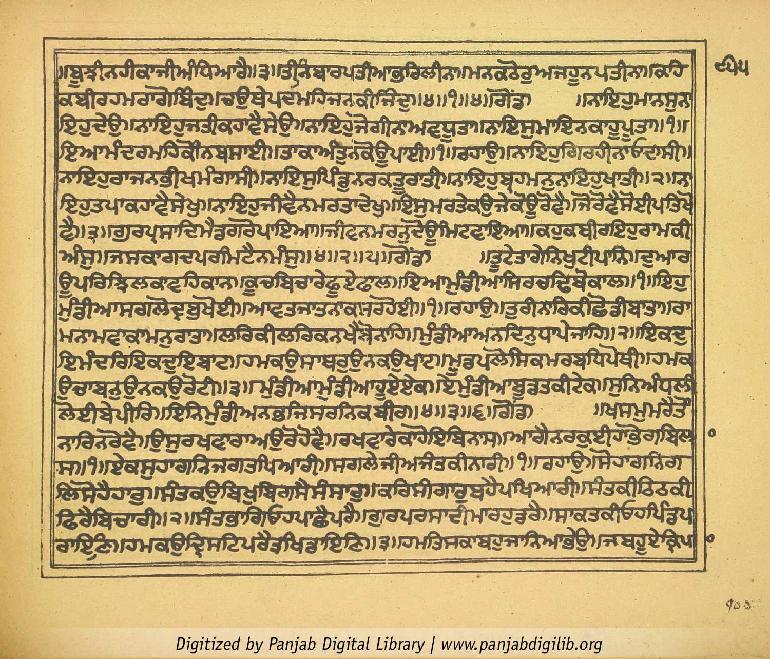 ॥ਬੂਝੀਨਹੀਕਾਜੀਅੰਧਿਆਰੈ॥੩॥ਤੀਨਬਾਰਪਤੀਆਭਰਿਲੀਨਾ॥ਮਨਕਠੋਰੁਅਜਹੂਨਪਤੀਨਾ॥ਕਹਿ
ਕਬੀਰਹਮਰਾਗੋਬਿੰਦੁ॥ਚਉਥੇਪਦਮਹਿਜਨਕੀਜਿੰਦੁ॥੪॥੧॥੪॥ਗੋਂਡ॥ ॥ਨਾਇਹੁਮਾਨਸੁਨ
ਇਹੁਦੇਉ॥ਨਾਇਹੁਜਤੀਕਹਾਵੈਸੇਉ॥ਨਾਇਹੁਜੋਗੀਨਾਅਵਧੂਤਾ॥ਨਾਇਸੁਮਾਇਨਕਾਹੂਪੂਤਾ॥੧॥
ਇਆਮੰਦਰਮਹਿਕੌਨਬਸਾਈ॥ਤਾਕਾਅੰਤੁਨਕੋਊਪਾਈ॥੧॥ਰਹਾਉ॥ਨਾਇਹੁਗਿਰਹੀਨਾਓਦਾਸੀ॥
ਨਾਇਹੁਰਾਜਨਭੀਖਮੰਗਾਸੀ॥ਨਾਇਸੁਪਿੰਡੁਨਰਕਤੂਰਾਤੀ॥ਨਾਇਹੁਬ੍ਰਹਮਨੁਨਾਇਹੁਖਾਤੀ॥੨॥ਨਾ
ਇਹੁਤਪਾਕਹਾਵੈਸੇਖੁ॥ਨਾਇਹੁਜੀਵੈਨਮਰਤਾਦੇਖੁ॥ਇਸੁਮਰਤੇਕਉਜੇਕੋਊਰੋਵੈ॥ਜੋਰੋਵੈਸੋਈਪਤਿਖੋ
ਵੈ॥੩॥ਗੁਰਪ੍ਰਸਾਦਿਮੈਡਗਰੋਪਾਇਆ॥ਜੀਵਨਮਰਨੁਦੋਊਮਿਟਵਾਇਆ॥ਕਹੁਕਬੀਰਇਹੁਰਾਮਕੀ
ਅੰਸੁ॥ਜਸਕਾਗਦਪਰਮਿਟੈਨਮੰਸੁ॥੪॥੨॥੫॥ਗੋਂਡ॥ ॥ਤੂਟੇਤਾਗੇਨਿਖੁਟੀਪਾਨਿ॥ਦੁਆਰ
ਊਪਰਿਝਿਲਕਾਵਹਿਕਾਨ॥ਕੂਚਬਿਚਾਰੇਫੂਏਫਾਲ॥ਇਆਮੁੰਡੀਆਸਿਰਿਚਢਿਬੋਕਾਲ॥੧॥ਇਹੁ
ਮੁੰਡੀਆਸਗਲੋਦ੍ਰਬੁਖੋਈ॥ਆਵਤਜਾਤਨਾਕਸਰਹੋਈ॥੧॥ਰਹਾਉ॥ਤੁਰੀਨਾਰਿਕੀਛੋਡੀਬਾਤਾ॥ਰਾ
ਮਨਾਮਵਾਕਾਮਨੁਰਾਤਾ॥ਲਰਿਕੀਲਰਿਕਨਖੈਬੋਨਾਹਿ॥ਮੁੰਡੀਆਅਨਦਿਨੁਧਾਪੇਜਾਹਿ॥੨॥ਇਕਦੁ
ਇਮੰਦਰਿਇਕਦੁਇਬਾਟ॥ਹਮਕਉਸਾਥਰੁਉਨਕਉਖਾਟ॥ਮੂਡਪਲੋਸਿਕਮਰਬਧਿਪੋਥੀ॥ਹਮਕ
ਉਚਾਬਨੁਉਨਕਉਰੋਟੀ॥੩॥ਮੁੰਡੀਆਮੁੰਡੀਆਹੂਏਏਕ॥ਏਮੁੰਡੀਆਬੂਡਤਕੀਟੇਕ॥ਸੁਨਿਅੰਧਲੀ
ਲੋਈਬੇਪੀਰਿ॥ਇਨਿਮੁੰਡੀਅਨਭਜਿਸਰਨਿਕਬੀਰ॥੪॥੩॥੬॥ਗੋਂਡ॥ ॥ਖਸਮੁਮਰੈਤਉ
ਨਾਰਿਨਰੋਵੈ॥ਉਸੁਰਖਵਾਰਾਅਉਰੋਹੋਵੈ॥ਰਖਵਾਰੇਕਾਹੋਇਬਿਨਾਸ॥ਆਗੈਨਰਕੁਈਹਾਭੋਗਬਿਲ
ਾਸ॥੧॥ਏਕਸੁਹਾਗਨਿਜਗਤਪਿਆਰੀ॥ਸਗਲੇਜੀਅਜੰਤਕੀਨਾਰੀ॥੧॥ਰਹਾਉ॥ਸੋਹਾਗਨਿਗ
ਲਿਸੋਹੈਹਾਰੁ॥ਸੰਤਕਉਬਿਖੁਬਿਗਸੈਸੰਸਾਰੁ॥ਕਰਿਸੀਗਾਰੁਬਹੈਪਖਿਆਰੀ॥ਸੰਤਕੀਠਿਠਕੀ
ਫਿਰੈਬਿਚਾਰੀ॥੨॥ਸੰਤਭਾਗਿਓਹਪਾਛੈਪਰੈ॥ਗੁਰਪਰਸਾਦੀਮਾਰਹੁਡਰੈ॥ਸਾਕਤਕੀਓਹਪਿੰਡਪ
ਰਾਇਣਿ॥ਹਮਕਉਦ੍ਰਿਸਟਿਪਰੈਤ੍ਰਖਿਡਾਇਣਿ॥੩॥ਹਮਤਿਸਕਾਬਹੁਜਾਨਿਆਭੇਉ॥ਜਬਹੂਏਕ੍ਰਿਪ
Digitized by Panjab Digital Library | www.panjabdigilib.org